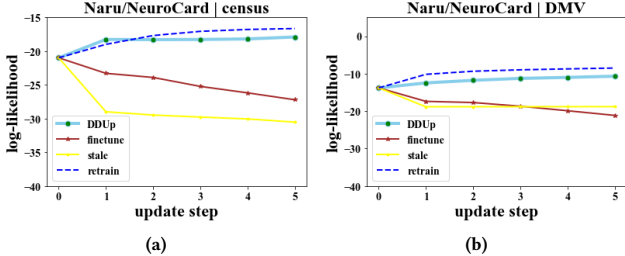 Naru/NeuroCard | census
log-likelihood
−15
−20
−25
−30
−35
−40
DDUp
finetune
stale
retrain
0 1 2 3 4 5
update step
(a)
Naru/NeuroCard | DMV
log-likelihood
0
−10
−20
−30
−40
DDUp
finetune
stale
retrain
0 1 2 3 4 5
update step
(b)